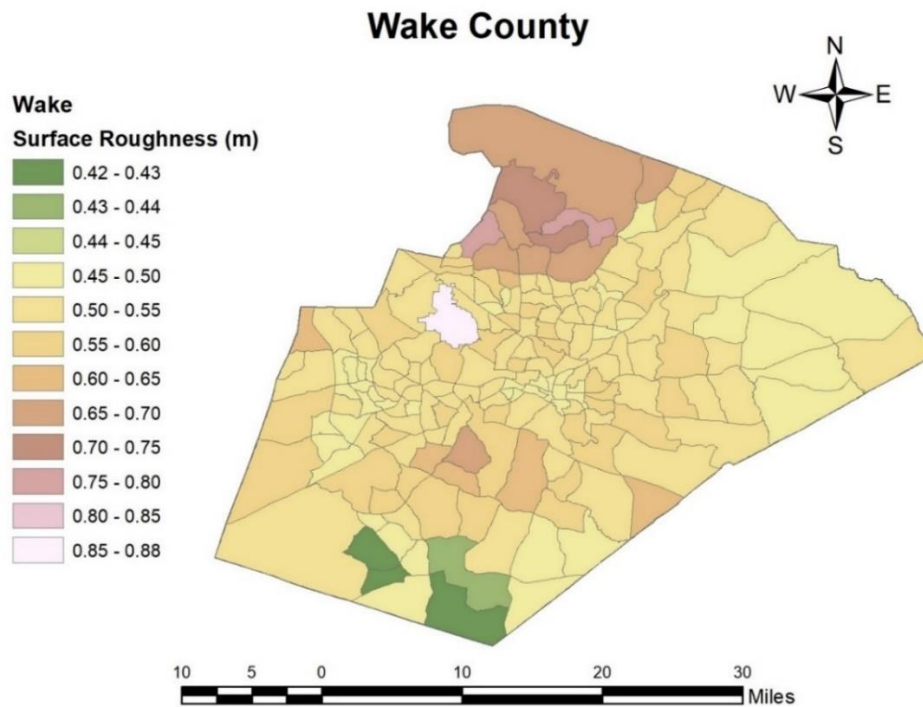 Wake County
N
W E
S
Wake
Surface Roughness (m)
0.42 - 0.43
0.43 - 0.44
0.44 - 0.45
0.45 - 0.50
0.50 - 0.55
0.55 - 0.60
0.60 - 0.65
0.65 - 0.70
0.70 - 0.75
0.75 - 0.80
0.80 - 0.85
0.85 - 0.88
10 5 0 10 20 30
Miles